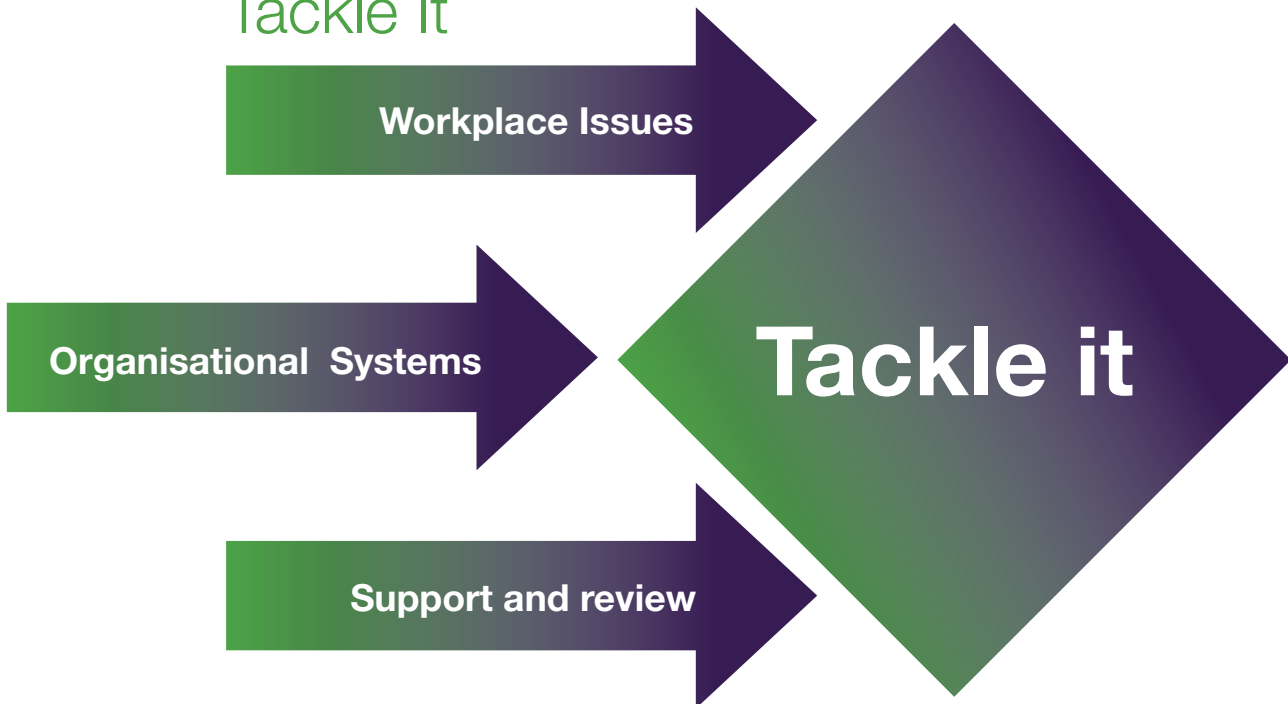 Tackle it
Workplace Issues
Organisational Systems
Tackle it
Support and review